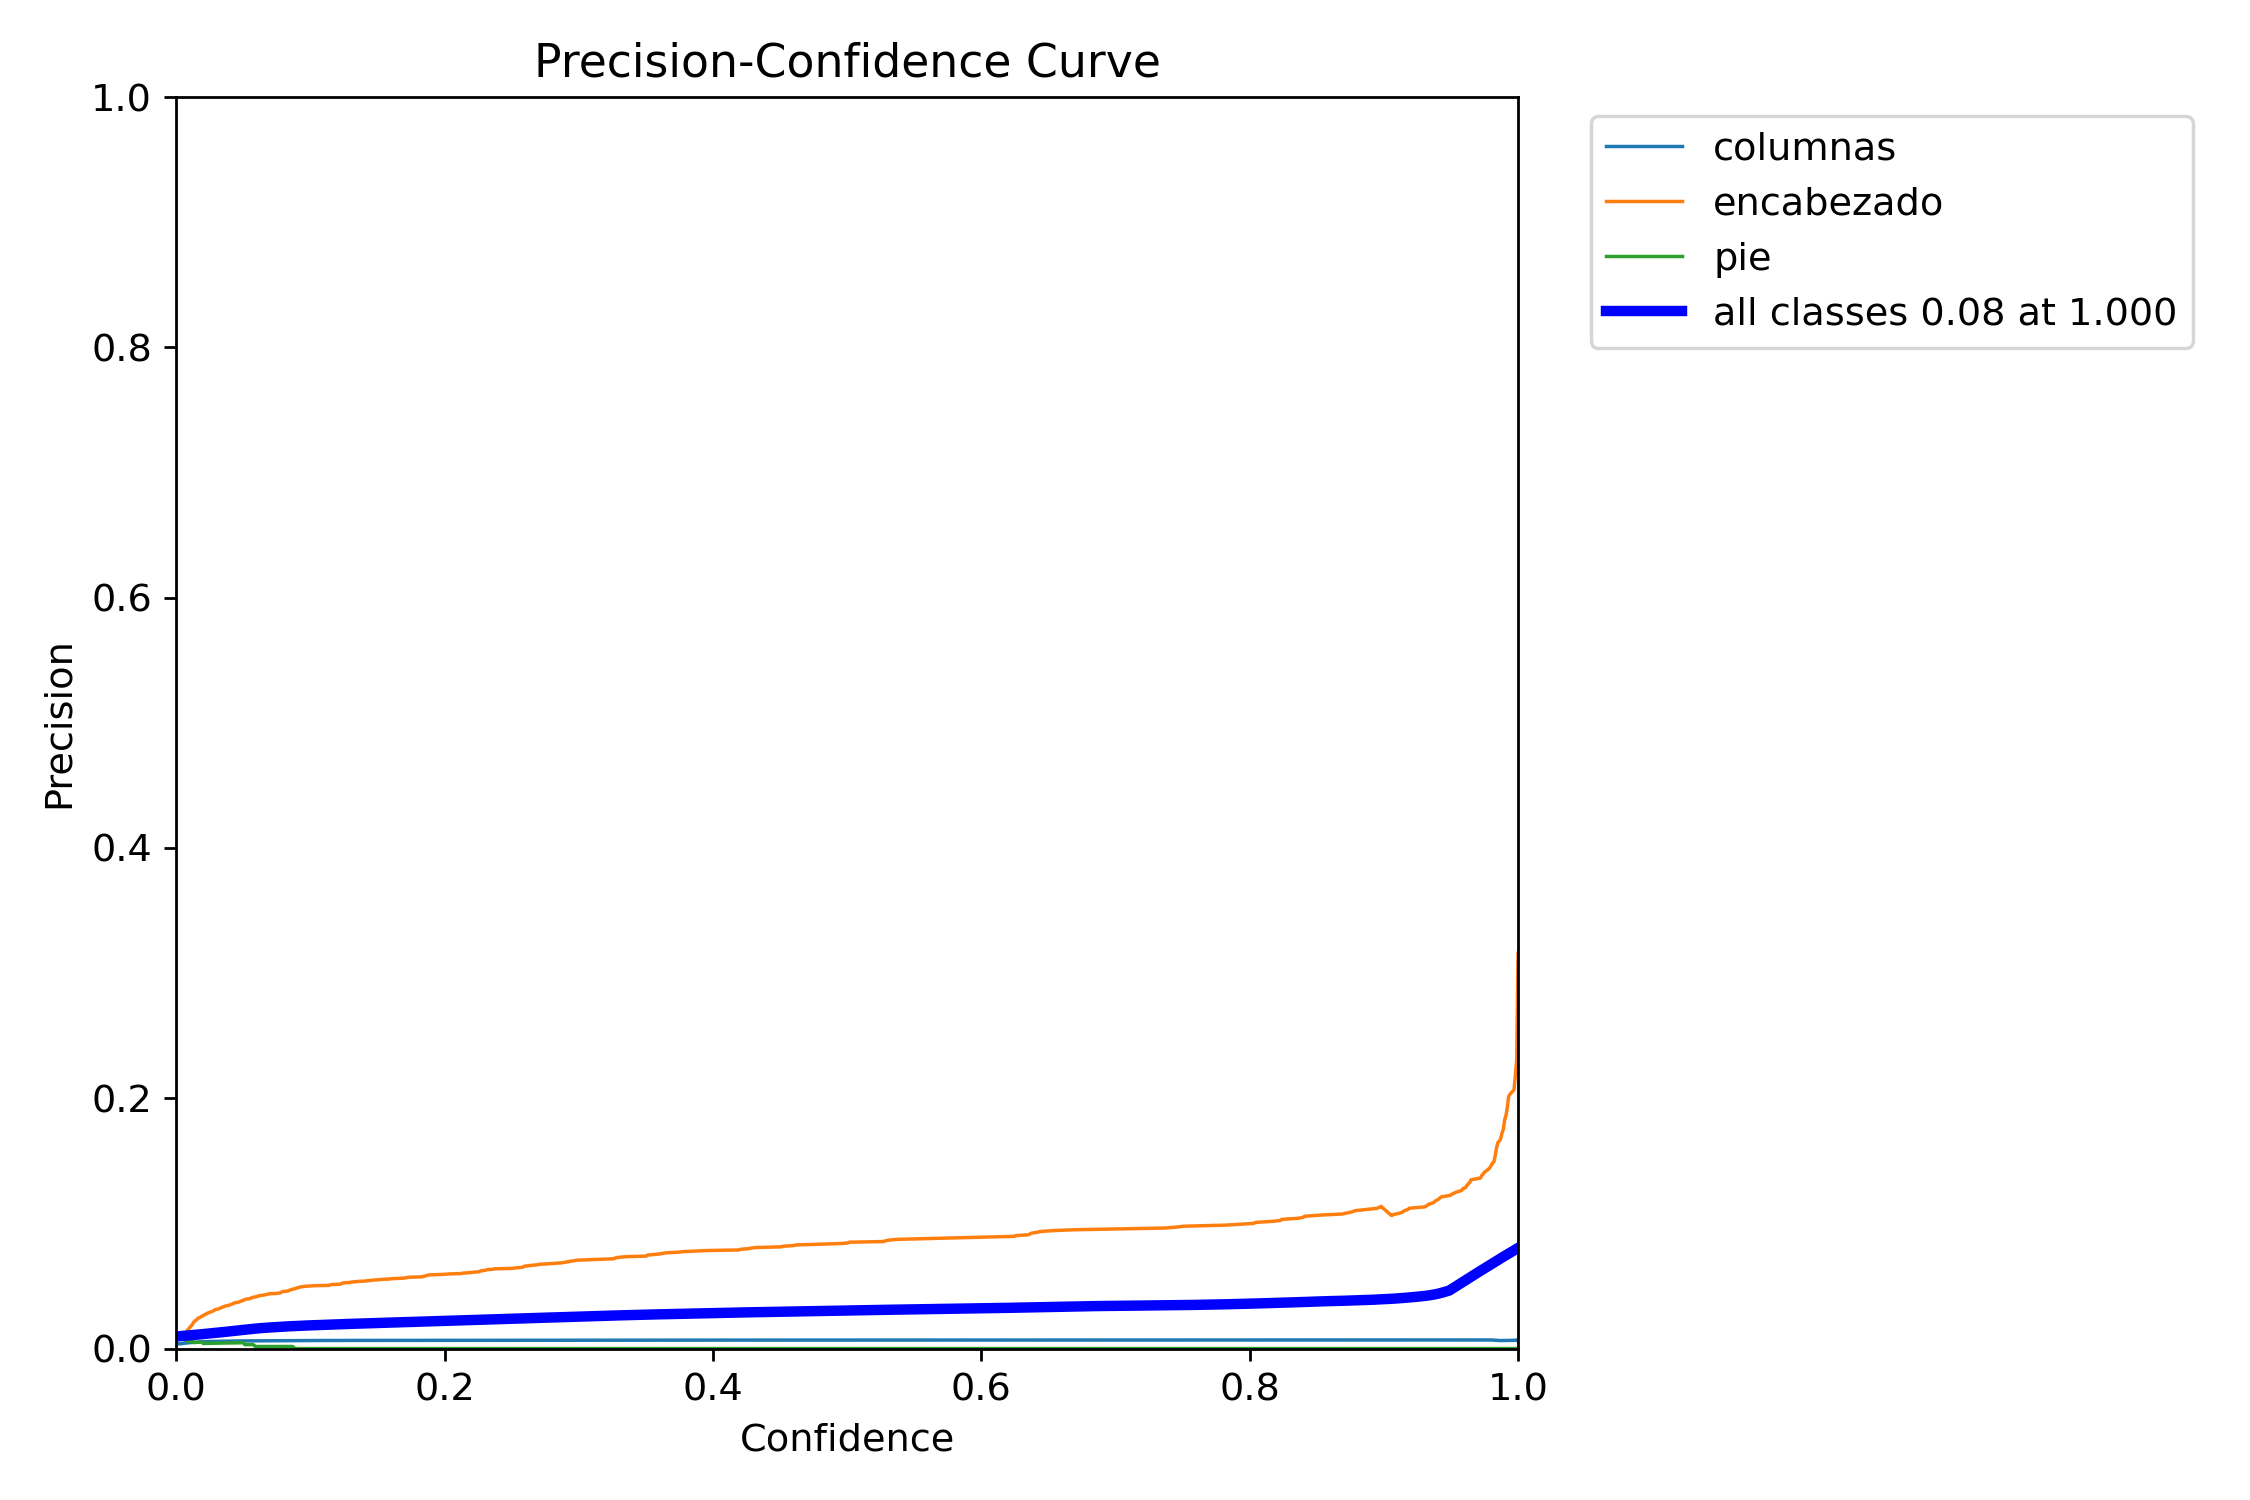 Precision-Confidence Curve
1.0
0.8
0.6
0.4
0.2
0.0
Precision
0.0 0.2 0.4 0.6 0.8 1.0
Confidence
columnas
encabezado
pie
all classes 0.08 at 1.000